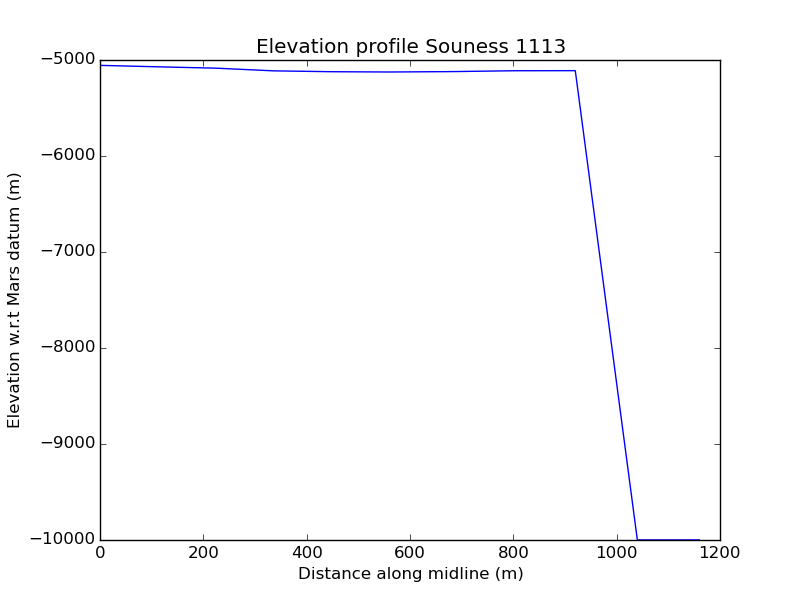 Elevation profile Souness 1113
Elevation w.r.t Mars datum (m)
−5000
−6000
−7000
−8000
−9000
−10000
0 200 400 600 800 1000 1200
Distance along midline (m)